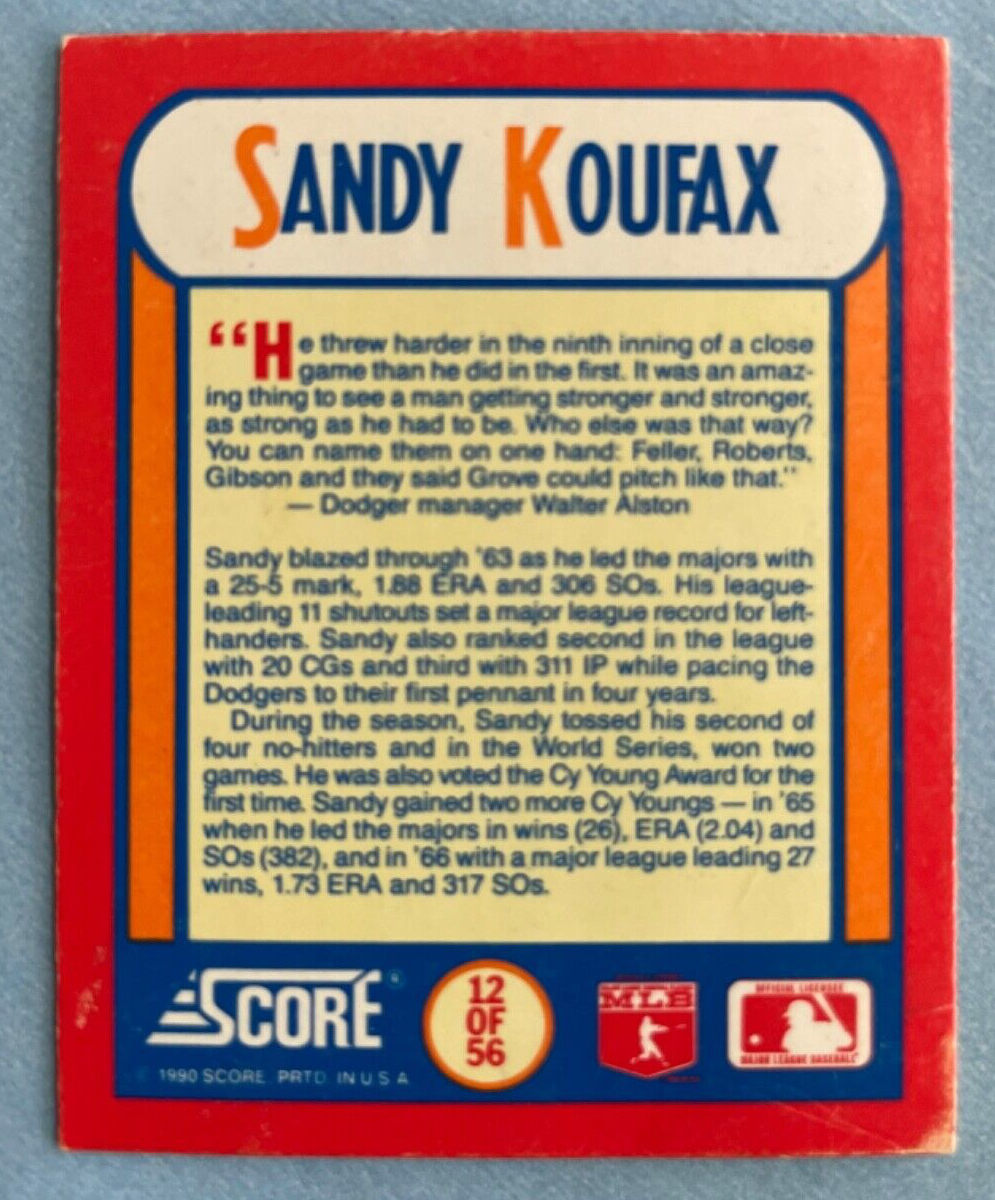 SANDY KOUFAX
“He threw harder in the ninth inning of a close
game than he did in the first. It was an amaz-
ing thing to see a man getting stronger and stronger,
as strong as he had to be. Who else was that way?
You can name them on one hand: Feller, Roberts,
Gibson and they said Grove could pitch like that.”
— Dodger manager Walter Alston
Sandy blazed through '63 as he led the majors with
a 25-5 mark, 1.88 ERA and 306 SOs. His league-
leading 11 shutouts set a major league record for left-
handers. Sandy also ranked second in the league
with 20 CGs and third with 311 IP while pacing the
Dodgers to their first pennant in four years.
During the season, Sandy tossed his second of
four no-hitters and in the World Series, won two
games. He was also voted the Cy Young Award for the
first time. Sandy gained two more Cy Youngs — in '65
when he led the majors in wins (26), ERA (2.04) and
SOs (382), and in '66 with a major league leading 27
wins, 1.73 ERA and 317 SOs.
SCORE®
1990 SCORE PRTD. IN U S A
12
OF
56
MLB
OFFICIAL LICENSEE
MAJOR LEAGUE BASEBALL